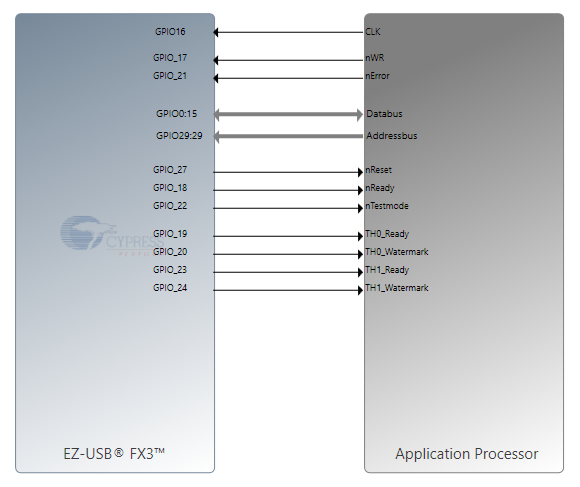 GPIO16 CLK
GPIO_17 nWR
GPIO_21 nError
GPIO0:15 Databus
GPIO29:29 Addressbus
GPIO_27 nReset
GPIO_18 nReady
GPIO_22 nTestmode
GPIO_19 TH0_Ready
CYPRESS
GPIO_20 TH0_Watermark
GPIO_23 TH1_Ready
GPIO_24 TH1_Watermark
EZ-USB® FX3™ Application Processor